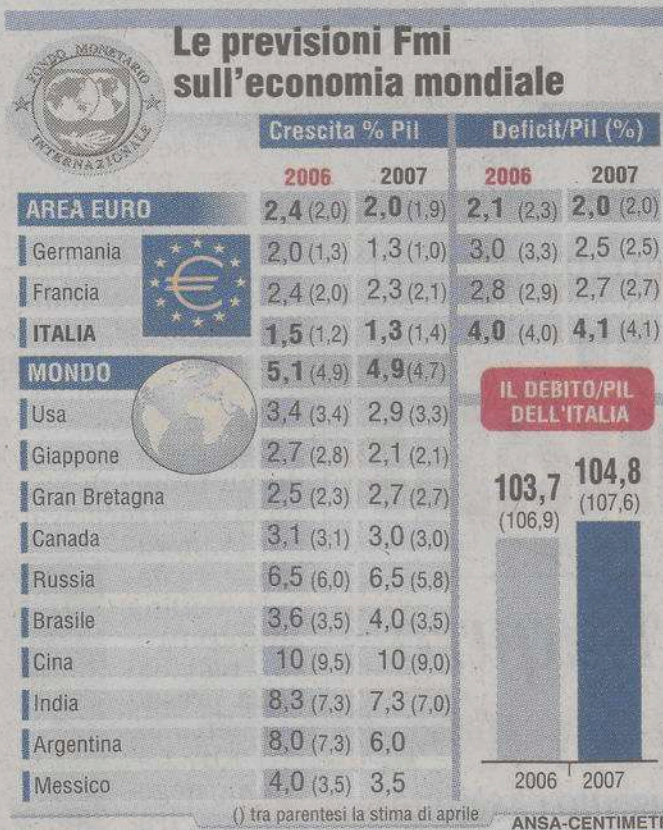 FONDO MONETARIO
INTERNAZIONALE
Le previsioni Fmi
sull'economia mondiale
Crescita % Pil Deficit/Pil (%)
2006 2007 2006 2007
AREA EURO 2,4 (2,0) 2,0 (1,9) 2,1 (2,3) 2,0 (2,0)
Germania 2,0 (1,3) 1,3 (1,0) 3,0 (3,3) 2,5 (2,5)
Francia 2,4 (2,0) 2,3 (2,1) 2,8 (2,9) 2,7 (2,7)
ITALIA 1,5 (1,2) 1,3 (1,4) 4,0 (4,0) 4,1 (4,1)
MONDO 5,1 (4,9) 4,9(4,7)
Usa 3,4 (3,4) 2,9 (3,3)
Giappone 2,7 (2,8) 2,1 (2,1)
Gran Bretagna 2,5 (2,3) 2,7 (2,7)
Canada 3,1 (3,1) 3,0 (3,0)
Russia 6,5 (6,0) 6,5 (5,8)
Brasile 3,6 (3,5) 4,0 (3,5)
Cina 10 (9,5) 10 (9,0)
India 8,3 (7,3) 7,3 (7,0)
Argentina 8,0 (7,3) 6,0
Messico 4,0 (3,5) 3,5
IL DEBITO/PIL
DELL'ITALIA
103,7 104,8
(106,9) (107,6)
2006 2007
() tra parentesi la stima di aprile
ANSA-CENTIMETRI